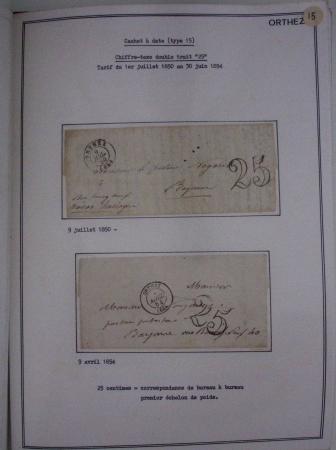 ORTHEZ
15
Cachet à date (type 15)
Chiffre-taxe double trait "25"
Tarif du 1er juillet 1850 au 30 juin 1854
25
Bayonne
9 juillet 1850 -
Monsieur
25
Bayonne
9 avril 1854
25 centimes = correspondance de bureau à bureau
premier échelon de poids.